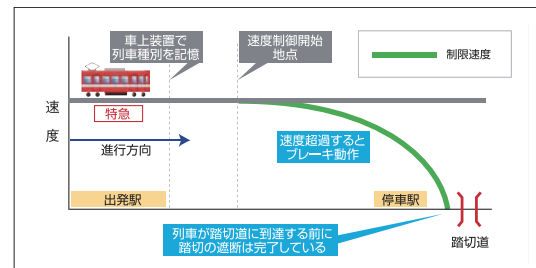 車上装置で
列車種別を記憶
速度制御開始
地点
制限速度
速
度
特急
進行方向
速度超過すると
ブレーキ動作
出発駅
停車駅
列車が踏切道に到達する前に
踏切の遮断は完了している
踏切道